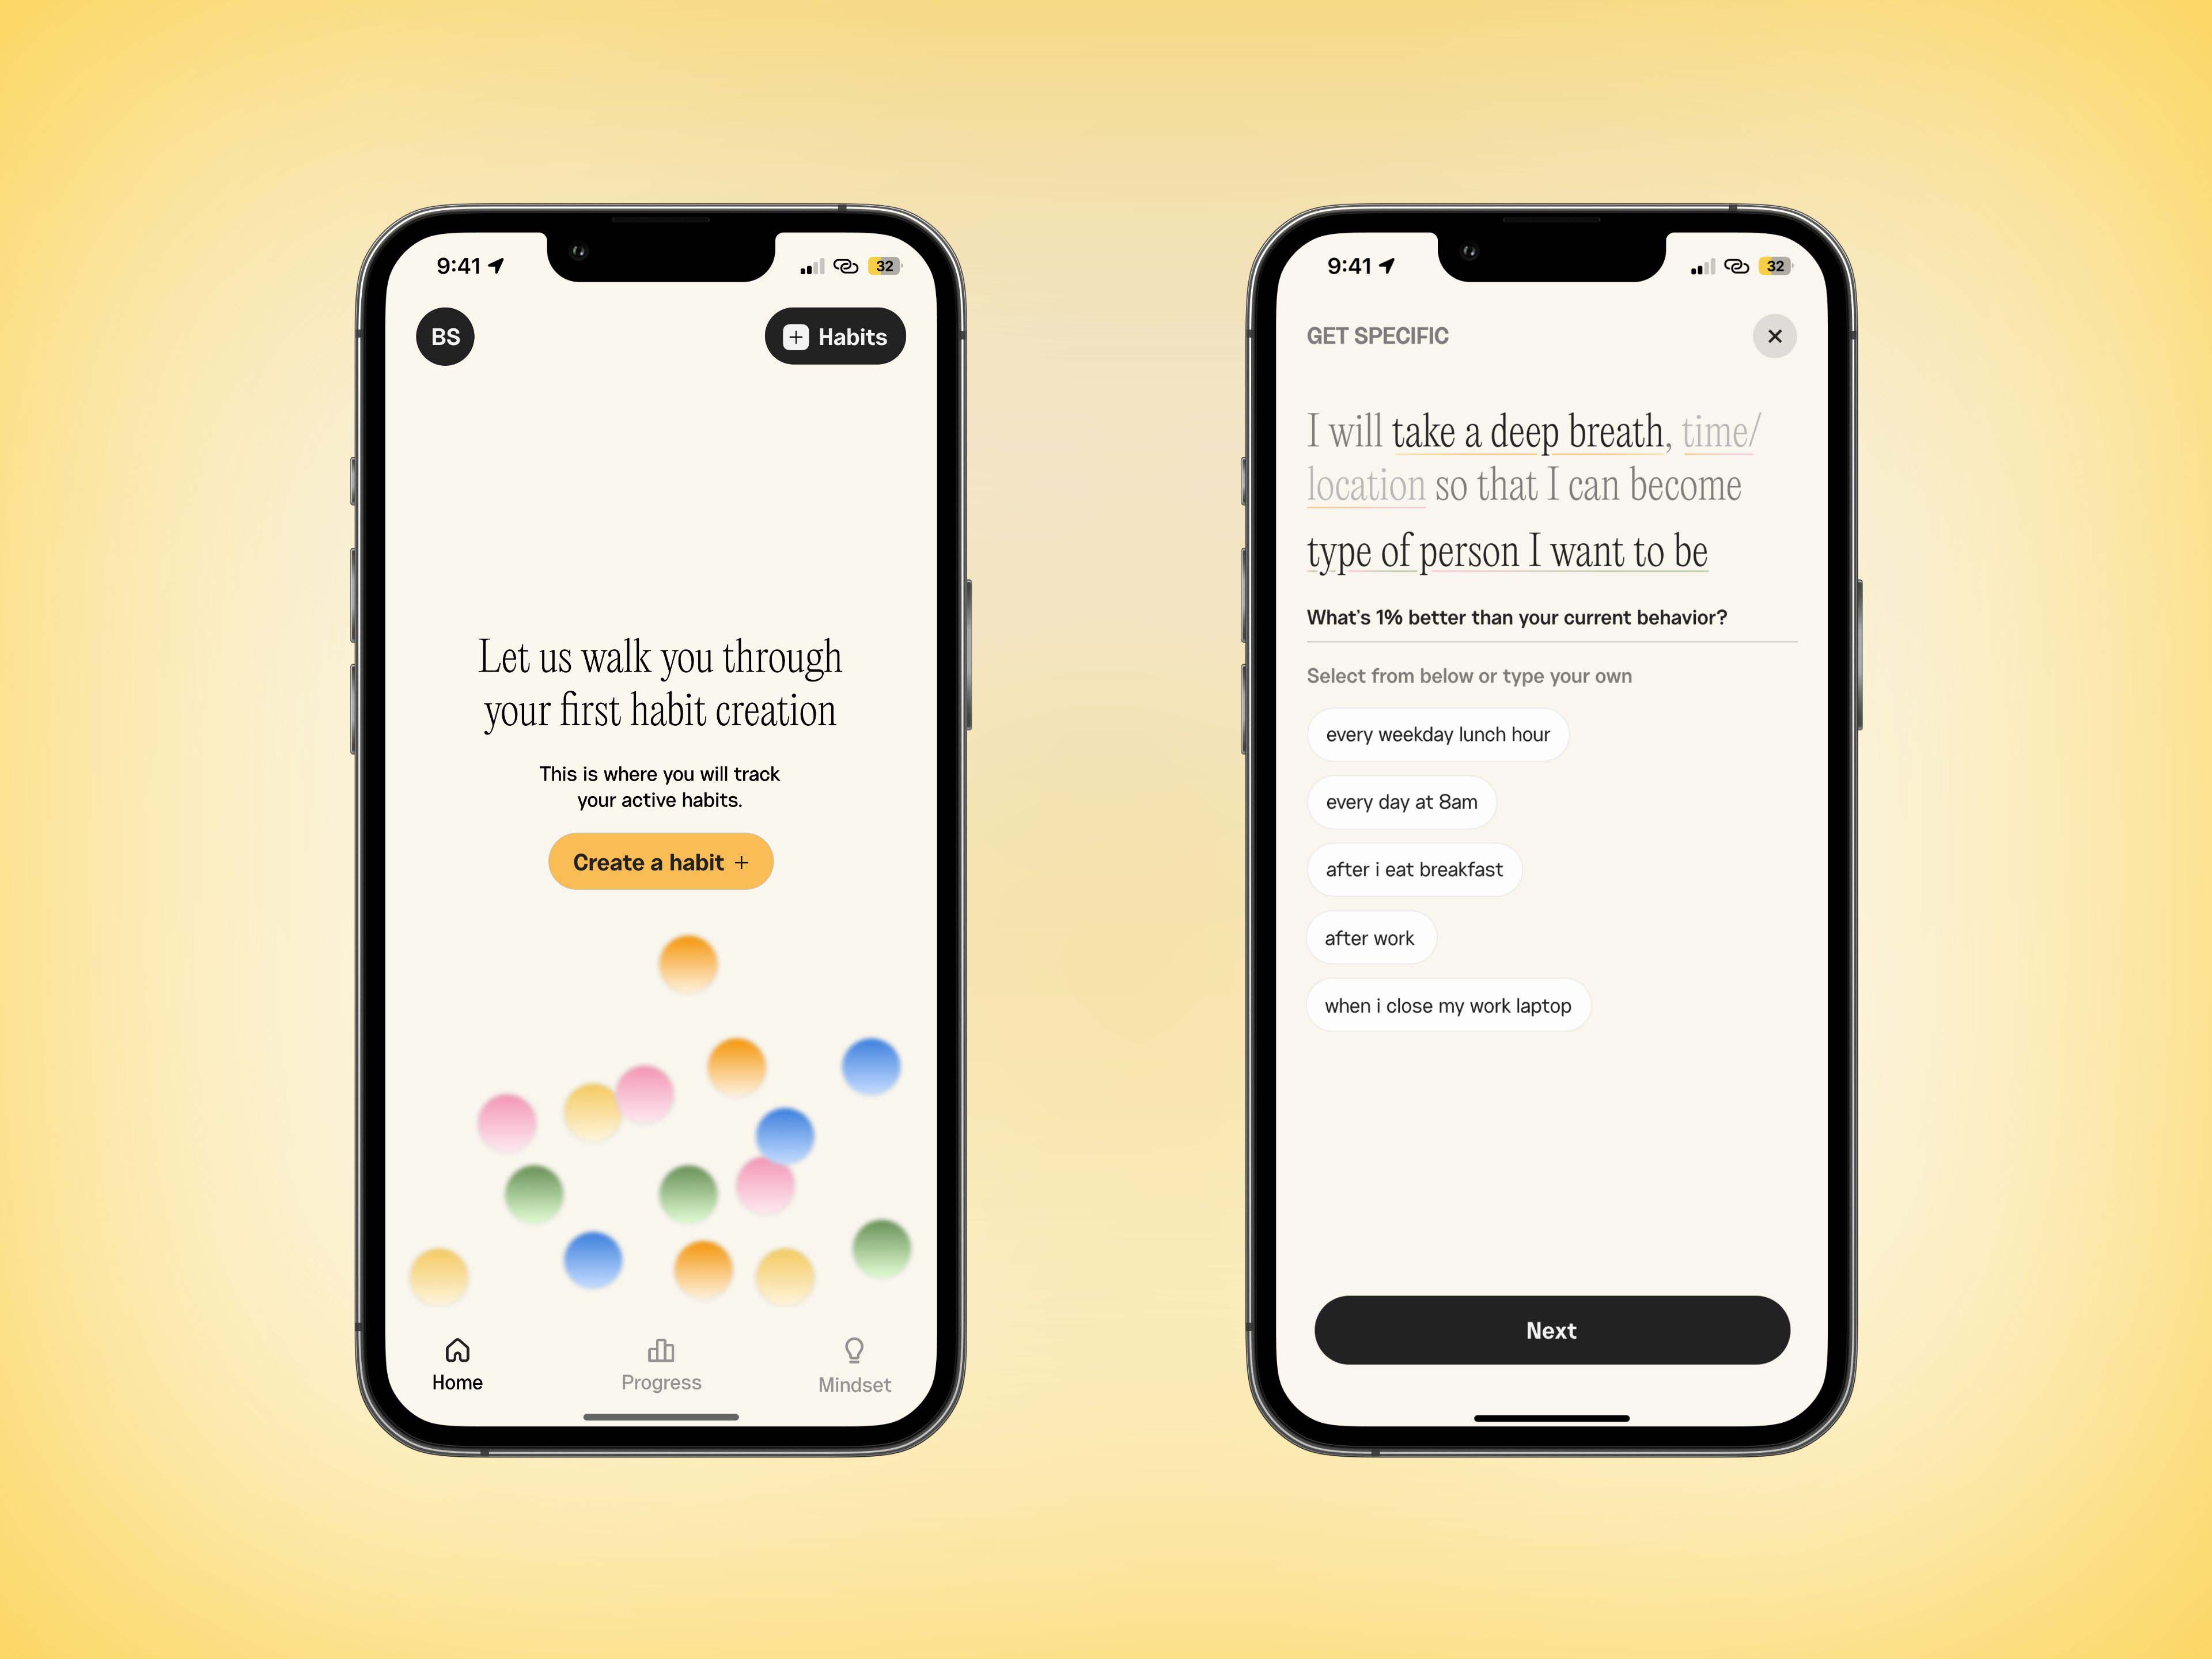 9:41
32
BS
Habits
Let us walk you through
your first habit creation
This is where you will track
your active habits.
Create a habit +
Home
Progress
Mindset
9:41
32
GET SPECIFIC
I will take a deep breath, time/
location so that I can become
type of person I want to be
What's 1% better than your current behavior?
Select from below or type your own
every weekday lunch hour
every day at 8am
after i eat breakfast
after work
when i close my work laptop
Next